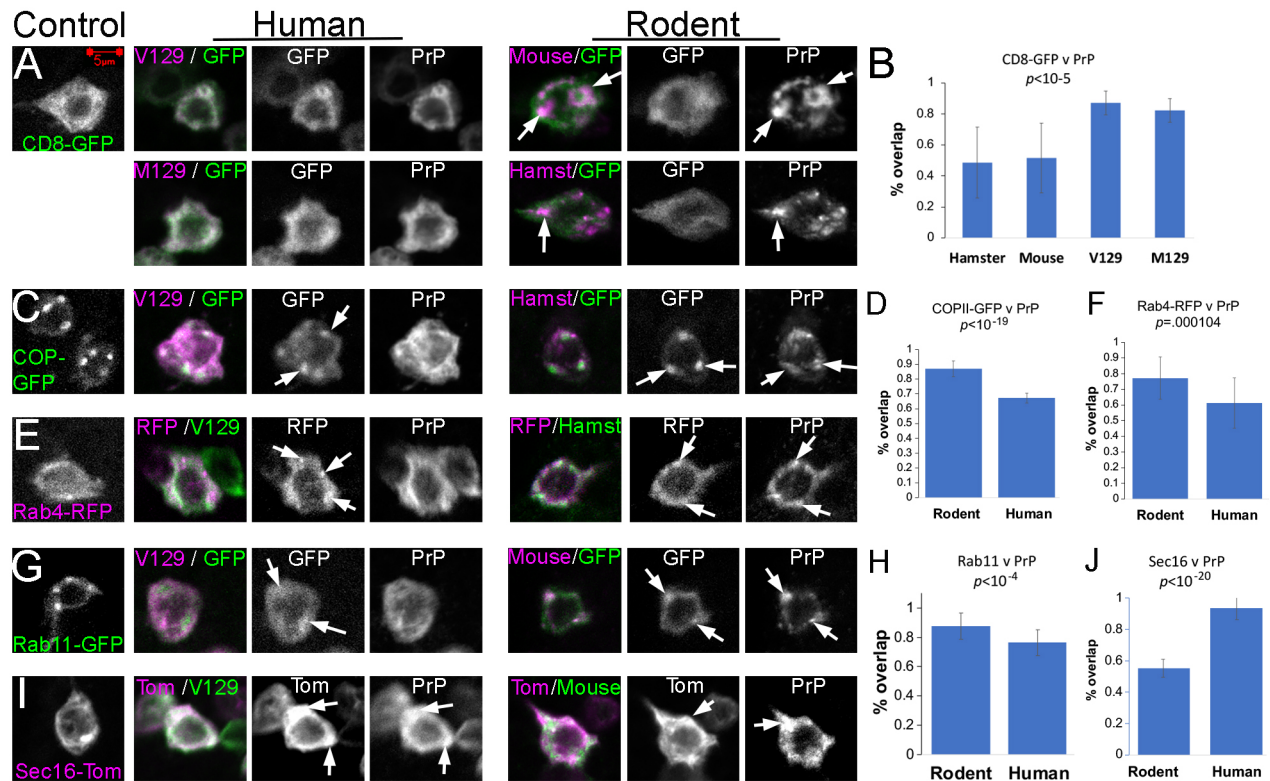 Control
Human
Rodent
A
5µm
CD8-GFP
V129 / GFP
GFP
PrP
Mouse/GFP
GFP
PrP
M129 / GFP
GFP
PrP
Hamst/GFP
GFP
PrP
B
CD8-GFP v PrP
p<10-5
% overlap
1
0.8
0.6
0.4
0.2
0
Hamster Mouse V129 M129
C
COP-
GFP
V129 / GFP
GFP
PrP
Hamst/GFP
GFP
PrP
D
COPII-GFP v PrP
p<10-19
% overlap
1
0.9
0.8
0.7
0.6
0.5
0.4
0.3
0.2
0.1
0
Rodent Human
F
Rab4-RFP v PrP
p=.000104
% overlap
1
0.9
0.8
0.7
0.6
0.5
0.4
0.3
0.2
0.1
0
Rodent Human
E
Rab4-RFP
RFP /V129
RFP
PrP
RFP/Hamst
RFP
PrP
G
Rab11-GFP
V129 / GFP
GFP
PrP
Mouse/GFP
GFP
PrP
H
Rab11 v PrP
p<10-4
% overlap
1
0.8
0.6
0.4
0.2
0
Rodent Human
J
Sec16 v PrP
p<10-20
% overlap
1
0.8
0.6
0.4
0.2
0
Rodent Human
I
Sec16-Tom
Tom /V129
Tom
PrP
Tom/Mouse
Tom
PrP